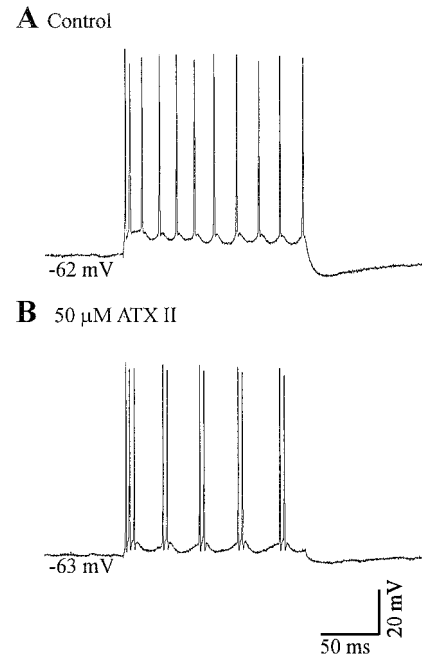 A Control
-62 mV
B 50 μM ATX II
-63 mV
20 mV
50 ms